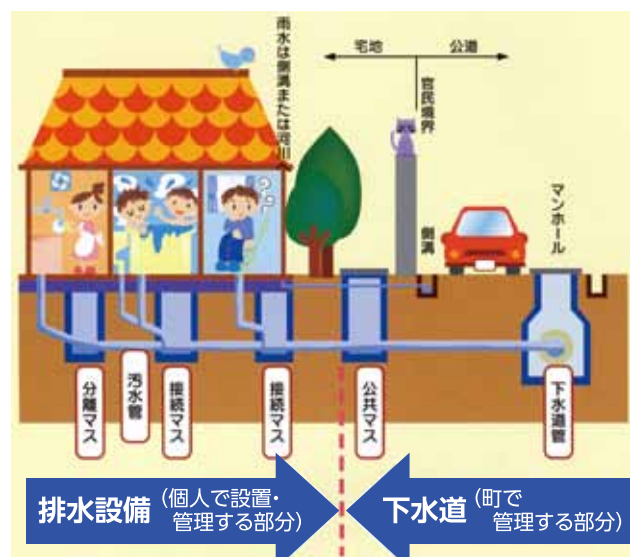 雨水は側溝または河川へ
宅地
公道
官民境界
側溝
マンホール
分離マス
汚水管
接続マス
接続マス
公共マス
下水道管
排水設備
（個人で設置・
管理する部分）
下水道
（町で
管理する部分）